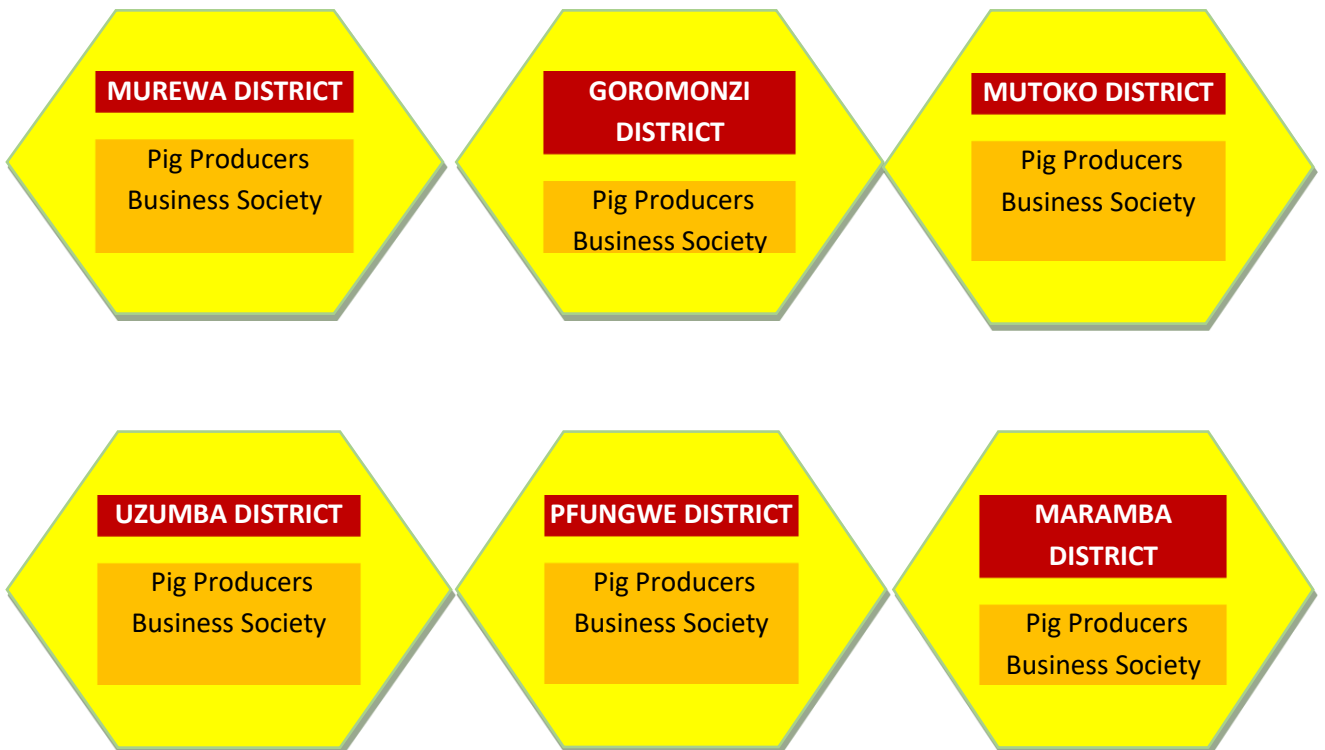 MUREWA DISTRICT
Pig Producers
Business Society
GOROMONZI
DISTRICT
Pig Producers
Business Society
MUTOKO DISTRICT
Pig Producers
Business Society
UZUMBA DISTRICT
Pig Producers
Business Society
PFUNGWE DISTRICT
Pig Producers
Business Society
MARAMBA
DISTRICT
Pig Producers
Business Society